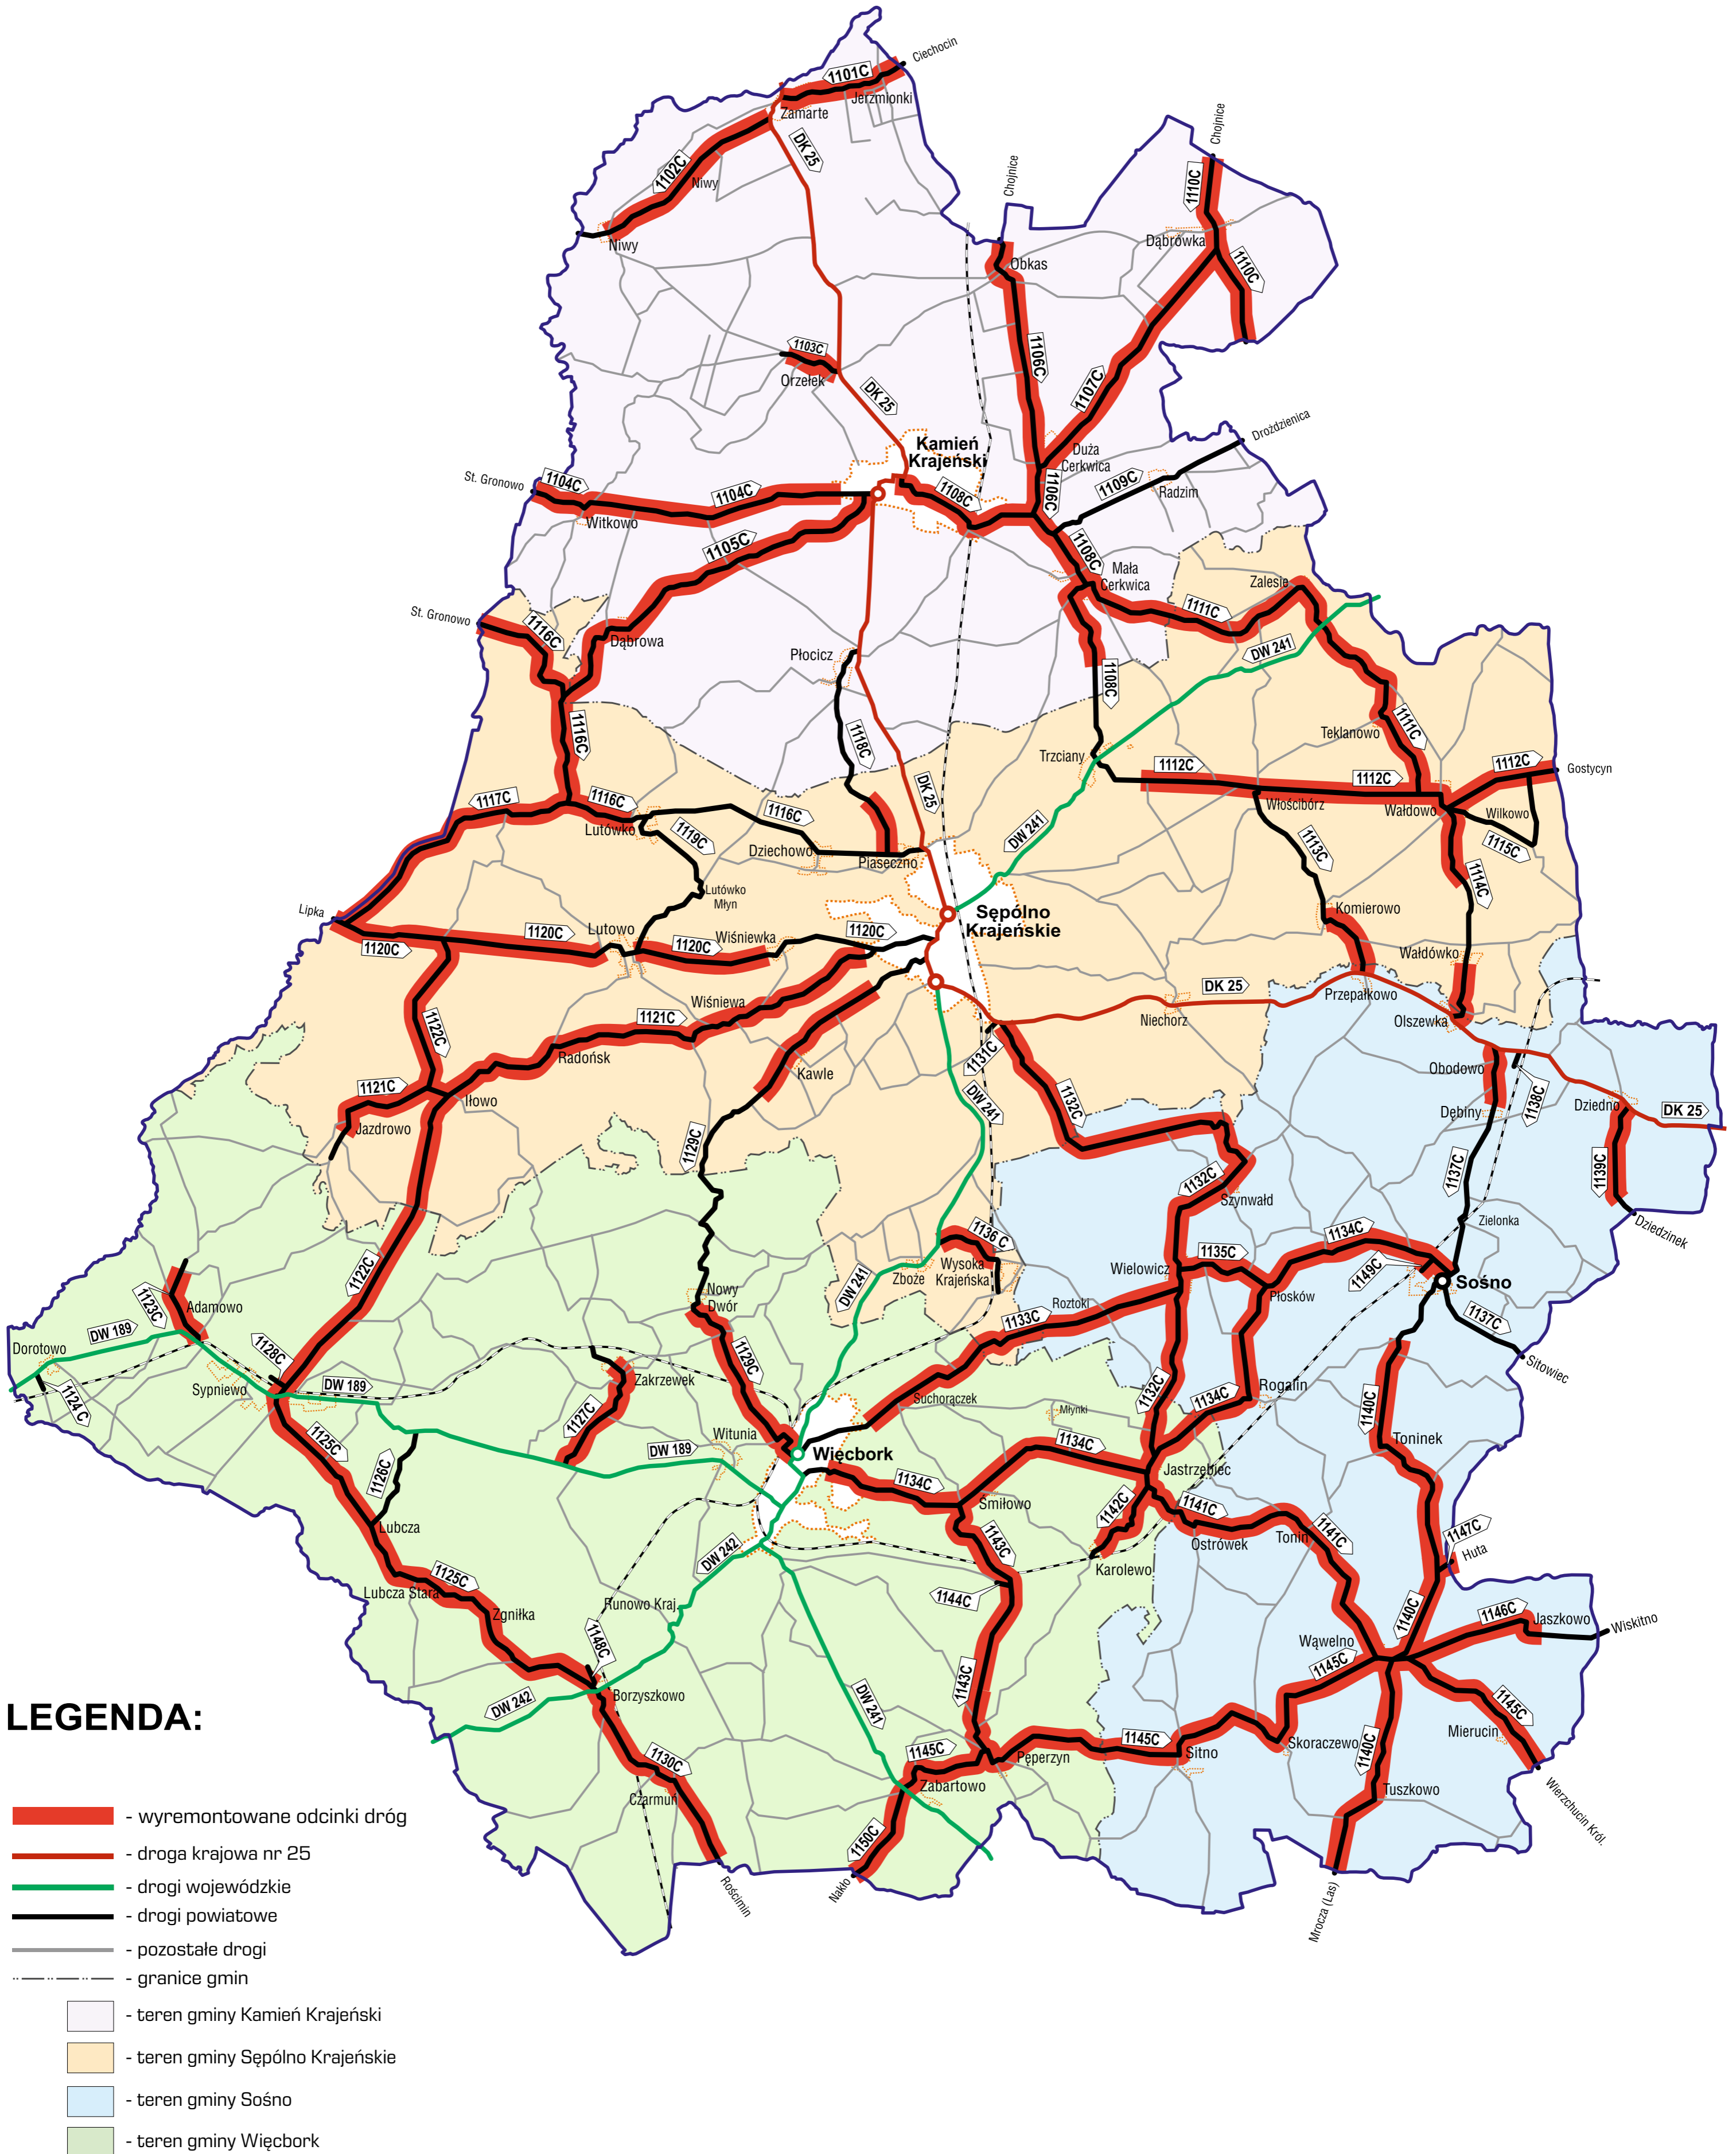 Ciechocin
1101C
Jerzmionki
Zamarte
DK 25
1102C
Niwy
Niwy
Chojnice
Chojnice
1110C
Dąbrówka
1110C
Obkas
1106C
1107C
1103C
Orzełek
DK 25
Kamień
Krajeński
Duża
Cerkwica
Drożdzienica
1109C
Radzim
St. Gronowo
1104C
1104C
Witkowo
1108C
1106C
1105C
1108C
Mała
Cerkwica
Zalesie
1111C
St. Gronowo
1116C
Dąbrowa
Płocicz
DW 241
1108C
1116C
1118C
Teklanowo
1111C
Trzciany
1112C
1112C
1112C
Gostycyn
DK 25
Włościbórz
Wałdowo
Wilkowo
1117C
1116C
Lutówko
1116C
1119C
Dziechowo
Piaseczno
DW 241
1113C
1115C
1114C
Lutówko
Młyn
Lipka
Sępólno
Krajeńskie
Komierowo
1120C
1120C
Lutowo
1120C
Wiśniewka
1120C
Wałdówko
Wiśniewa
DK 25
Przepałkowo
Niechorz
Olszewka
1122C
1121C
Radońsk
1131C
Kawle
1121C
Iłowo
Jazdrowo
DW 241
1132C
Obodowo
1138C
Dębiny
Dziedno
DK 25
1129C
1137C
1139C
1132C
Szynwałd
Zielonka
Dziedzinek
1136 C
Wysoka
Krajeńska
Zboże
1134C
1135C
Wielowicz
1149C
Sośno
Płosków
1122C
DW 241
1123C
Adamowo
Nowy
Dwór
Roztoki
1133C
1137C
Sitowiec
Dorotowo
DW 189
1128C
1129C
1124 C
Sypniewo
DW 189
Zakrzewek
Suchorączek
1132C
1134C
Rogalin
1127C
Młynki
1140C
1125C
1126C
Witunia
DW 189
Więcbork
1134C
Toninek
1134C
Jastrzębiec
Śmiłowo
1142C
1141C
Lubcza
Ostrówek
Tonin
1141C
1147C
Huta
DW 242
1143C
Karolewo
Lubcza Stara
1125C
Zgniłka
Runowo Kraj.
1144C
1140C
1146C
Jaszkowo
Wiskitno
1148C
Wąwelno
1145C
1143C
LEGENDA:
DW 242
Borzyszkowo
DW 241
1145C
Mierucin
1130C
1145C
1145C
Pęperzyn
Sitno
Skoraczewo
1140C
Czarmuń
Zabartowo
Tuszkowo
Wierzchucin Król.
1150C
Nakło
Rościmin
Mrocza (Las)
- wyremontowane odcinki dróg
- droga krajowa nr 25
- drogi wojewódzkie
- drogi powiatowe
- pozostałe drogi
- granice gmin
- teren gminy Kamień Krajeński
- teren gminy Sępólno Krajeńskie
- teren gminy Sośno
- teren gminy Więcbork